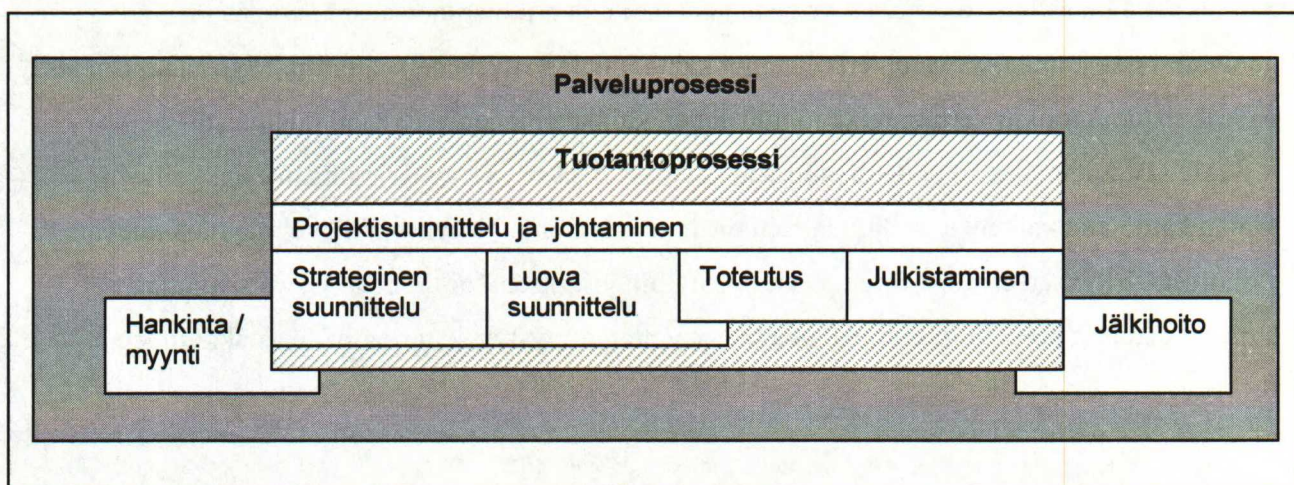 Palveluprosessi
Tuotantoprosessi
Projektisuunnittelu ja -johtaminen
Strateginen
suunnittelu
Luova
suunnittelu
Toteutus
Julkistaminen
Hankinta /
myynti
Jälkihoito